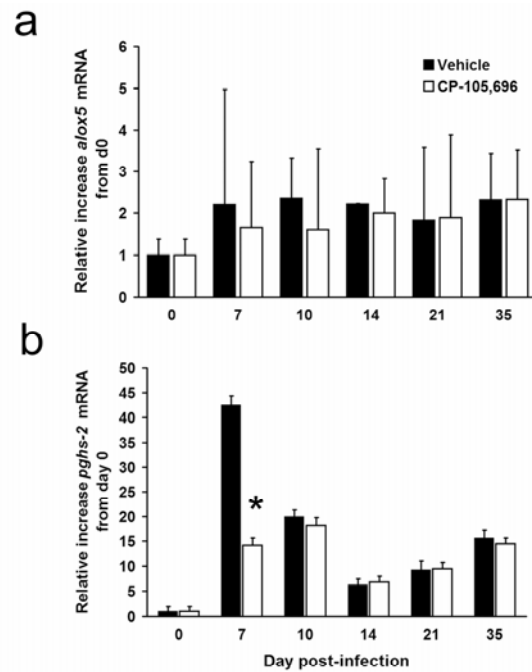 a
Relative increase alox5 mRNA
from d0
6
5
4
3
2
1
0
Vehicle
CP-105,696
0 7 10 14 21 35
b
Relative increase pghs-2 mRNA
from day 0
50
45
40
35
30
25
20
15
10
5
0
*
0 7 10 14 21 35
Day post-infection